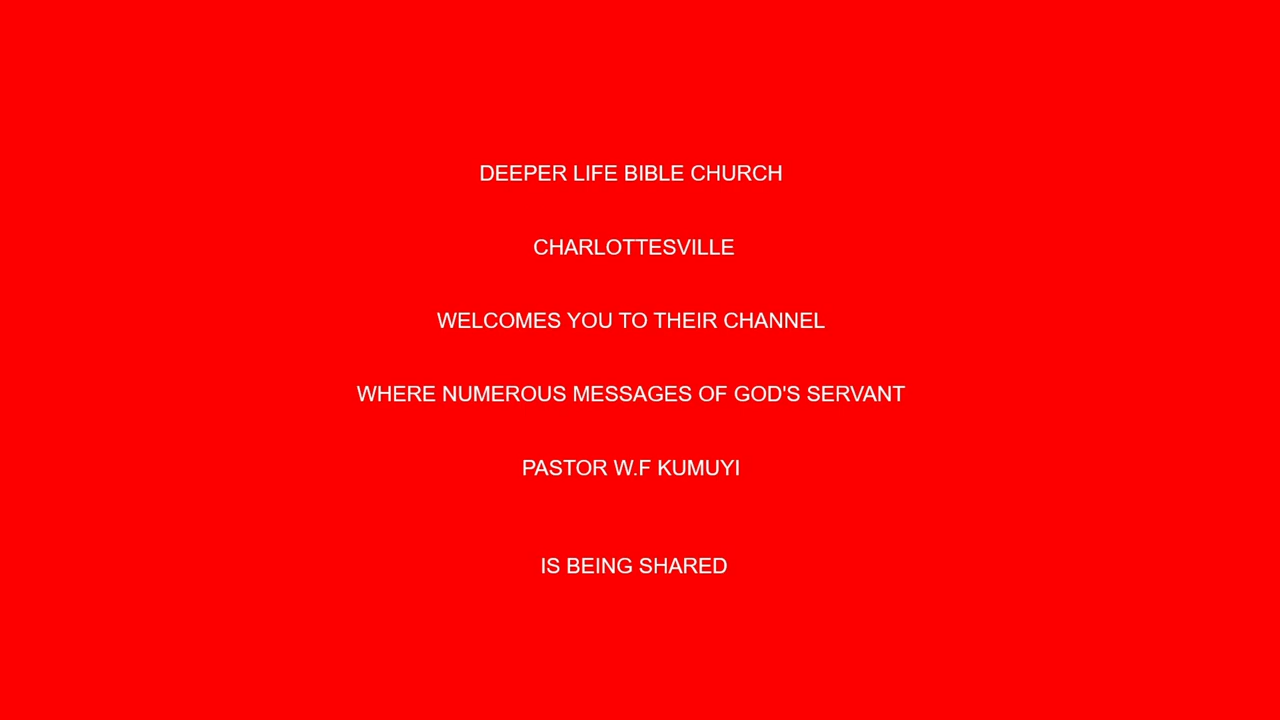 DEEPER LIFE BIBLE CHURCH
CHARLOTTESVILLE
WELCOMES YOU TO THEIR CHANNEL
WHERE NUMEROUS MESSAGES OF GOD'S SERVANT
PASTOR W.F KUMUYI
IS BEING SHARED